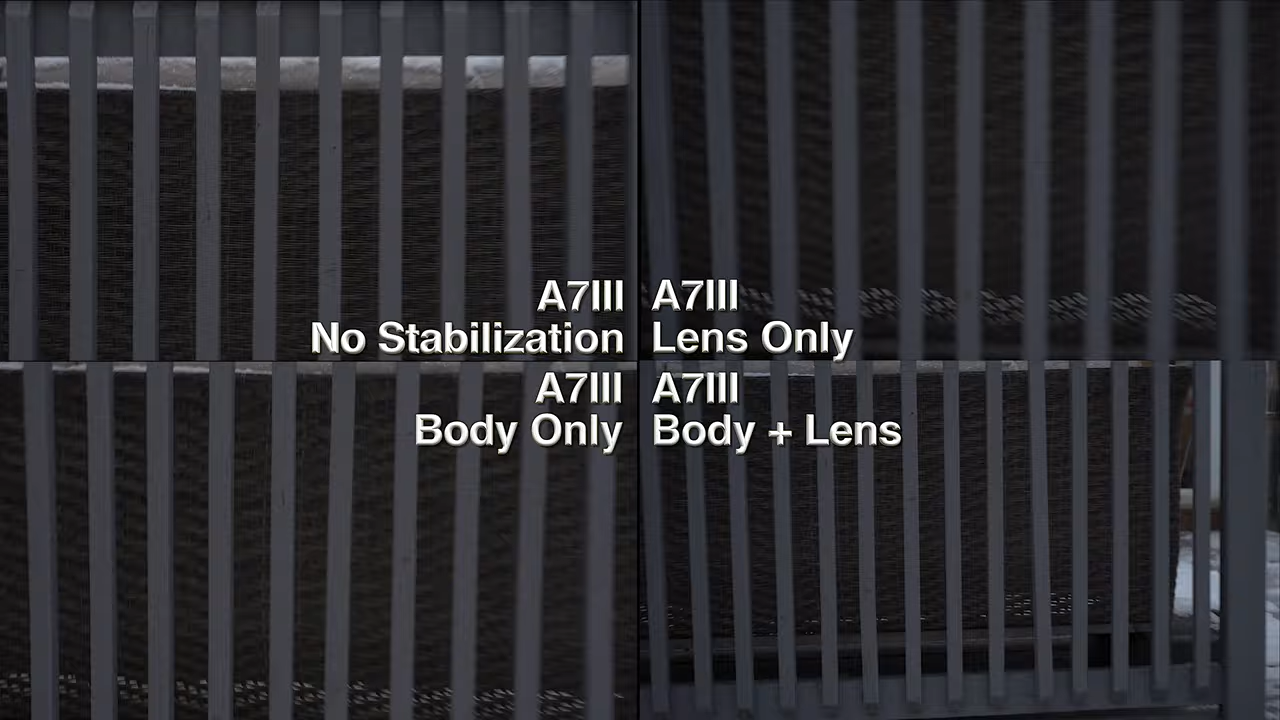 A7III
No Stabilization
A7III
Lens Only
A7III
Body Only
A7III
Body + Lens